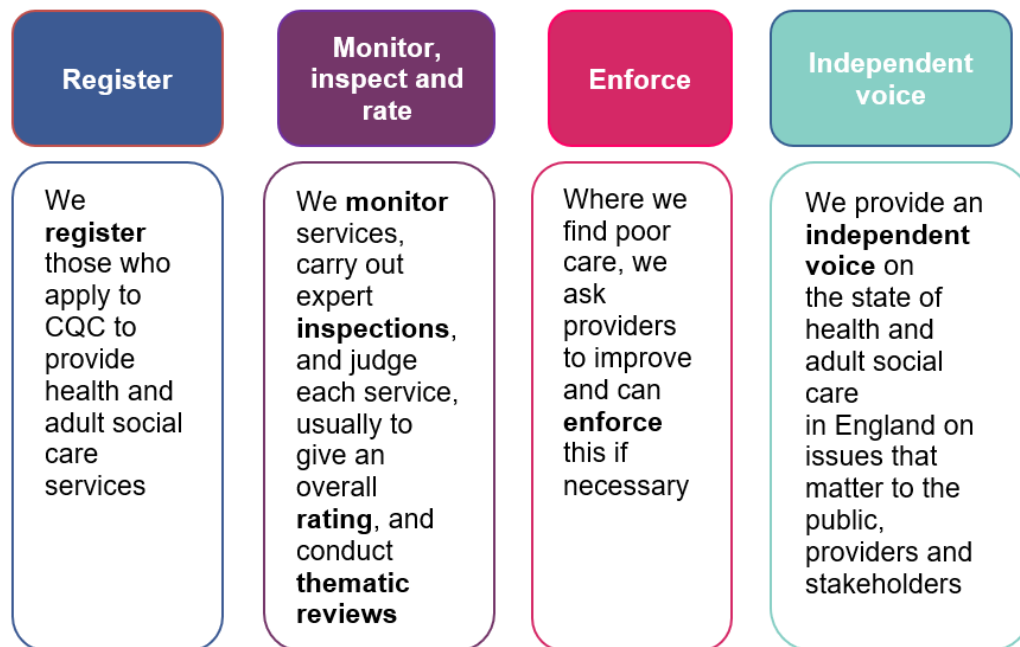 Register
Monitor,
inspect and
rate
Enforce
Independent
voice
We
register
those who
apply to
CQC to
provide
health and
adult social
care
services
We monitor
services,
carry out
expert
inspections,
and judge
each service,
usually to
give an
overall
rating, and
conduct
thematic
reviews
Where we
find poor
care, we
ask
providers
to improve
and can
enforce
this if
necessary
We provide an
independent
voice on
the state of
health and
adult social
care
in England on
issues that
matter to the
public,
providers and
stakeholders